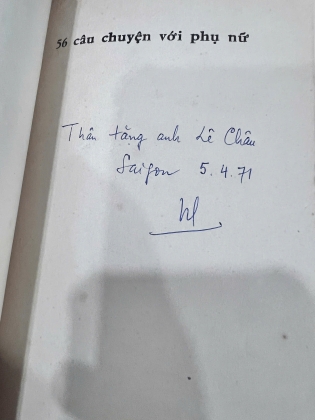 56 câu chuyện với phụ nữ
Thân tặng anh Lê Châu
Saigon 5.4.71